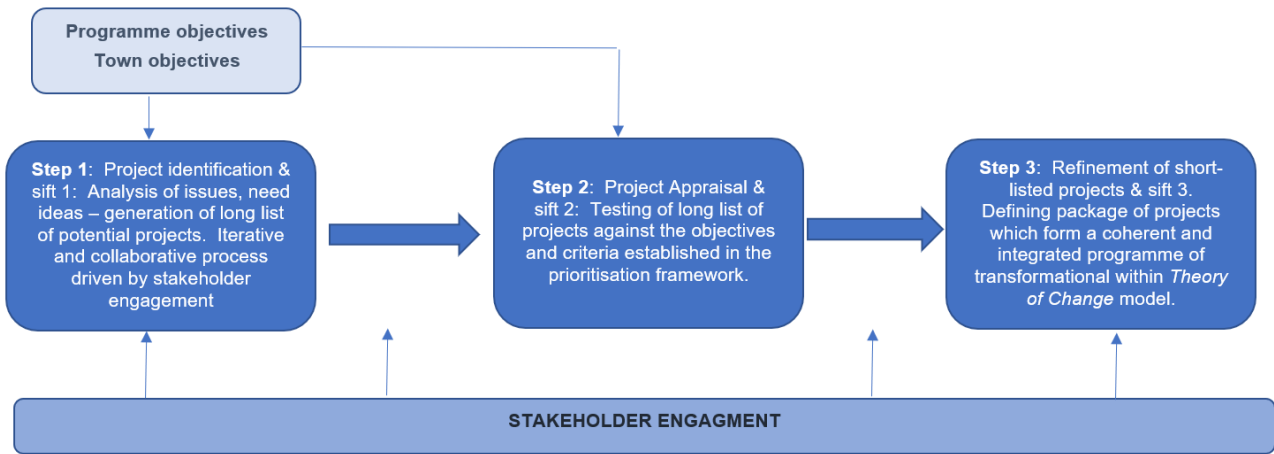 Programme objectives
Town objectives
Step 1:  Project identification &
sift 1:  Analysis of issues, need
ideas – generation of long list
of potential projects.  Iterative
and collaborative process
driven by stakeholder
engagement
Step 2:  Project Appraisal &
sift 2:  Testing of long list of
projects against the objectives
and criteria established in the
prioritisation framework.
Step 3:  Refinement of short-
listed projects & sift 3.
Defining package of projects
which form a coherent and
integrated programme of
transformational within Theory
of Change model.
STAKEHOLDER ENGAGMENT